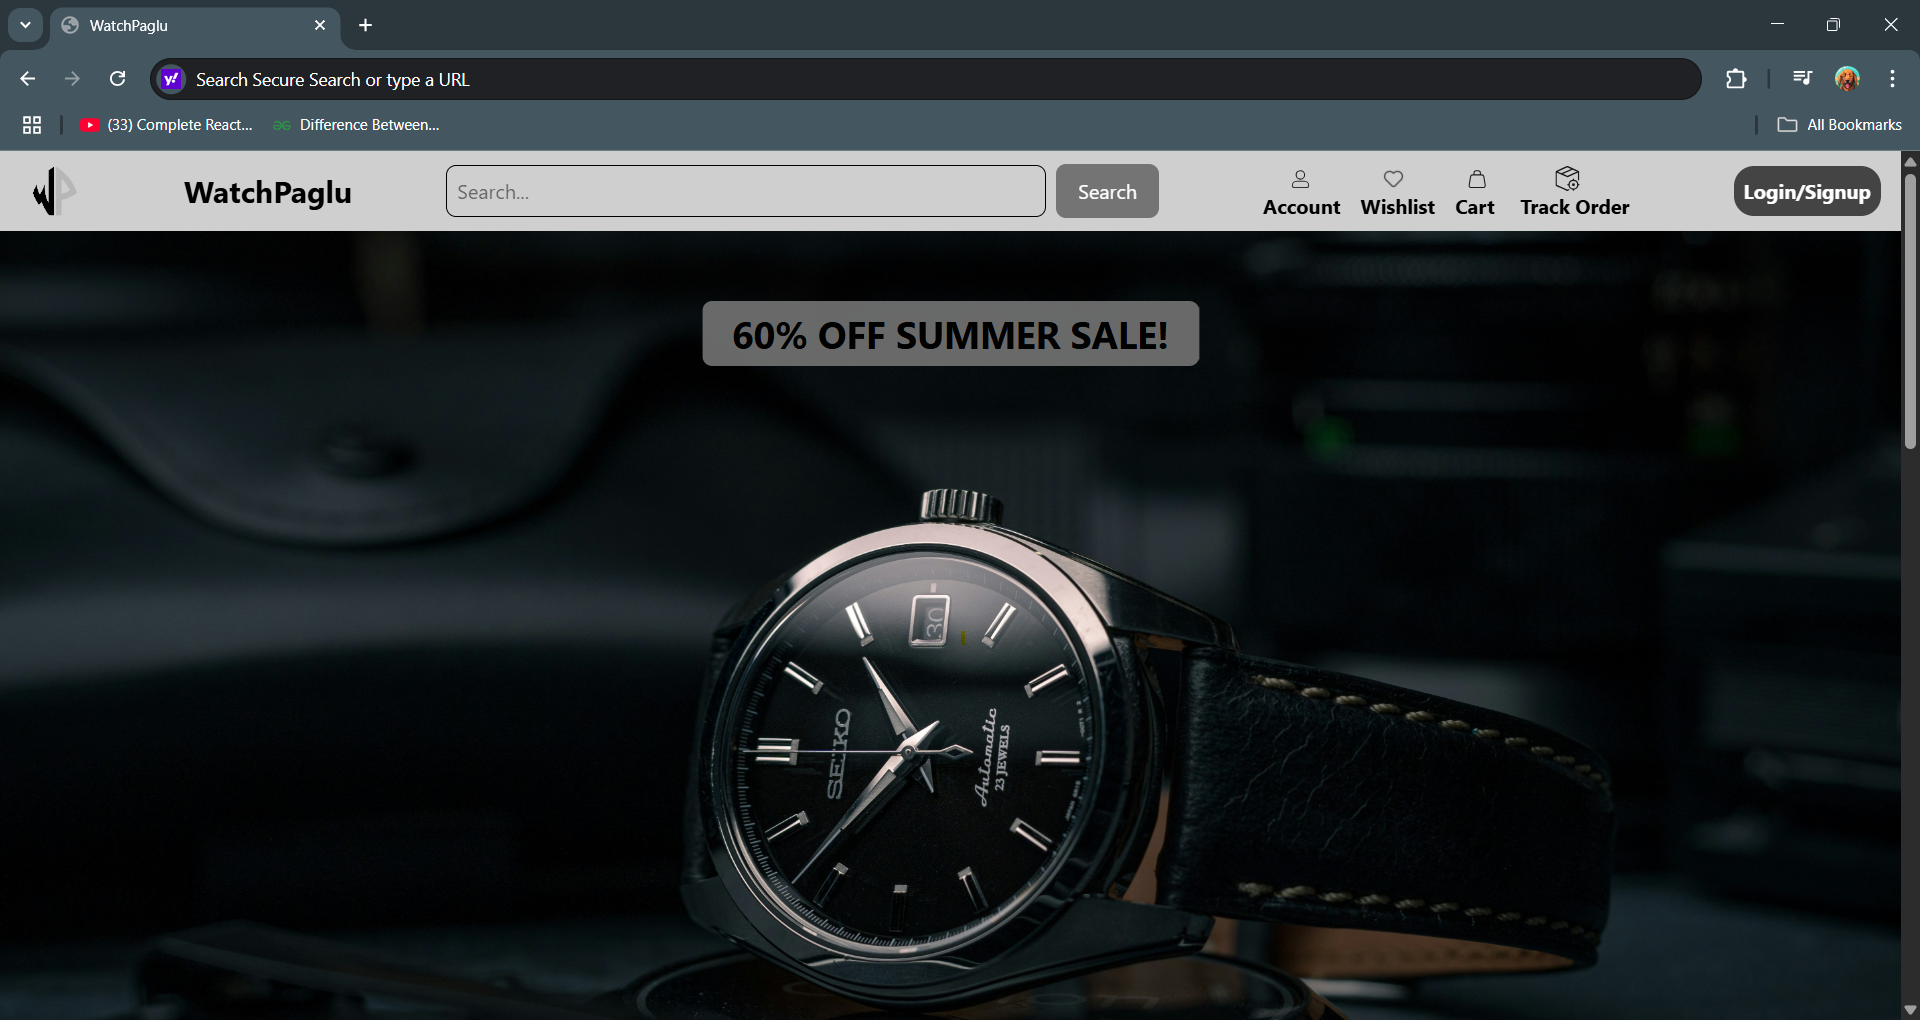 WatchPaglu
Search Secure Search or type a URL
(33) Complete React...
Difference Between...
All Bookmarks
WatchPaglu
Search...
Search
Account
Wishlist
Cart
Track Order
Login/Signup
60% OFF SUMMER SALE!
30
SEIKO
Automatic
23 JEWELS